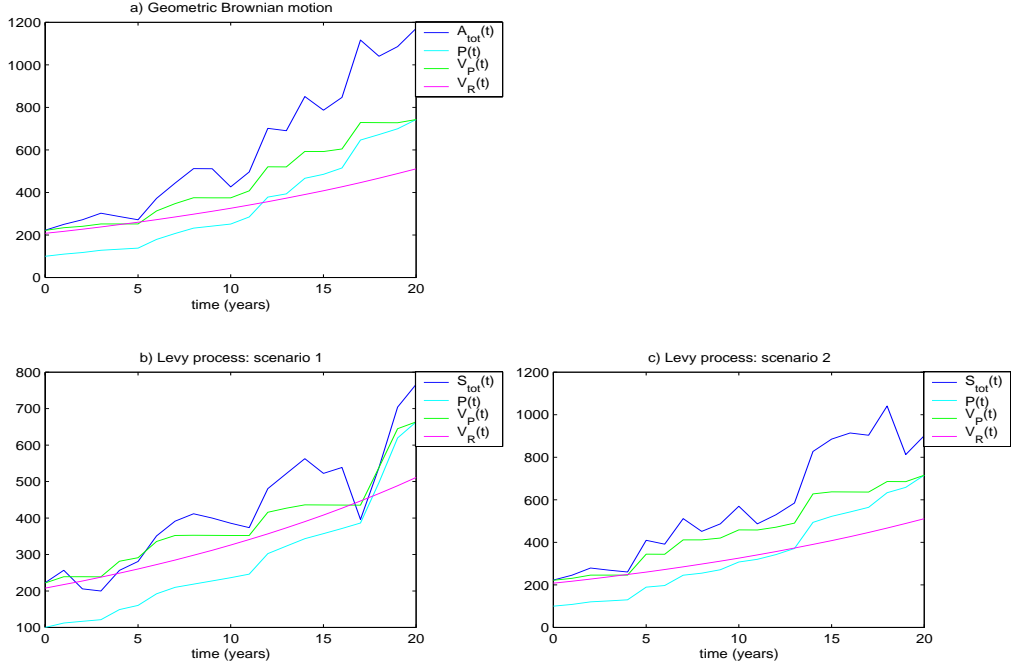 a) Geometric Brownian motion
1200
1000
800
600
400
200
0
0 5 10 15 20
time (years)
A_tot(t)
P(t)
V_P(t)
V_R(t)
b) Levy process: scenario 1
800
700
600
500
400
300
200
100
0 5 10 15 20
time (years)
S_tot(t)
P(t)
V_P(t)
V_R(t)
c) Levy process: scenario 2
1200
1000
800
600
400
200
0
0 5 10 15 20
time (years)
S_tot(t)
P(t)
V_P(t)
V_R(t)